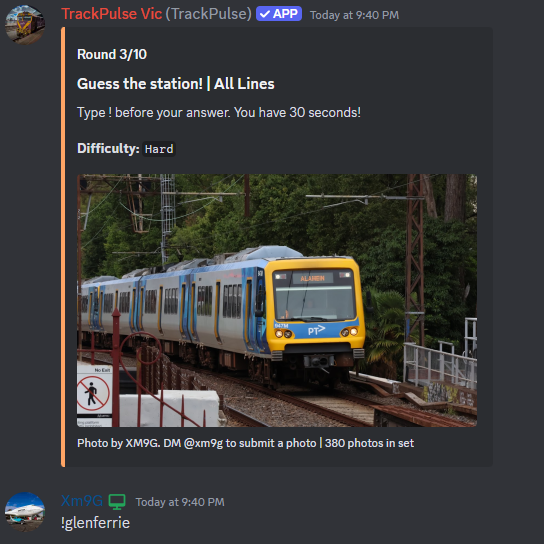 TrackPulse Vic (TrackPulse) ✓ APP Today at 9:40 PM
Round 3/10
Guess the station! | All Lines
Type ! before your answer. You have 30 seconds!
Difficulty: Hard
ALAMEIN
947M
PT>
No Exit
Photo by XM9G. DM @xm9g to submit a photo | 380 photos in set
Xm9G Today at 9:40 PM
!glenferrie